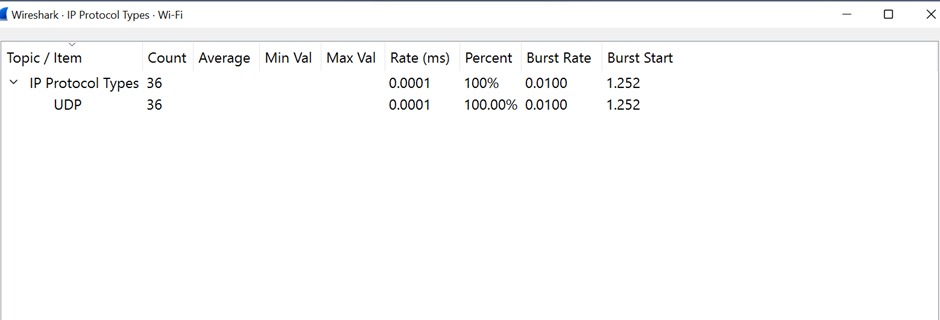 Wireshark · IP Protocol Types · Wi-Fi
Topic / Item Count Average Min Val Max Val Rate (ms) Percent Burst Rate Burst Start
IP Protocol Types 36 0.0001 100% 0.0100 1.252
UDP 36 0.0001 100.00% 0.0100 1.252